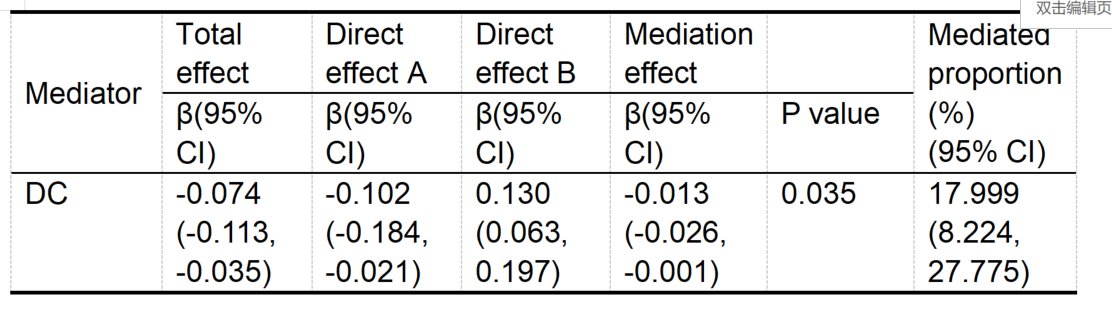 双击编辑页
Mediator
Total
effect
Direct
effect A
Direct
effect B
Mediation
effect
Mediated
proportion
(%)
(95% CI)
β(95%
CI)
β(95%
CI)
β(95%
CI)
β(95%
CI)
P value
DC
-0.074
(-0.113,
-0.035)
-0.102
(-0.184,
-0.021)
0.130
(0.063,
0.197)
-0.013
(-0.026,
-0.001)
0.035
17.999
(8.224,
27.775)